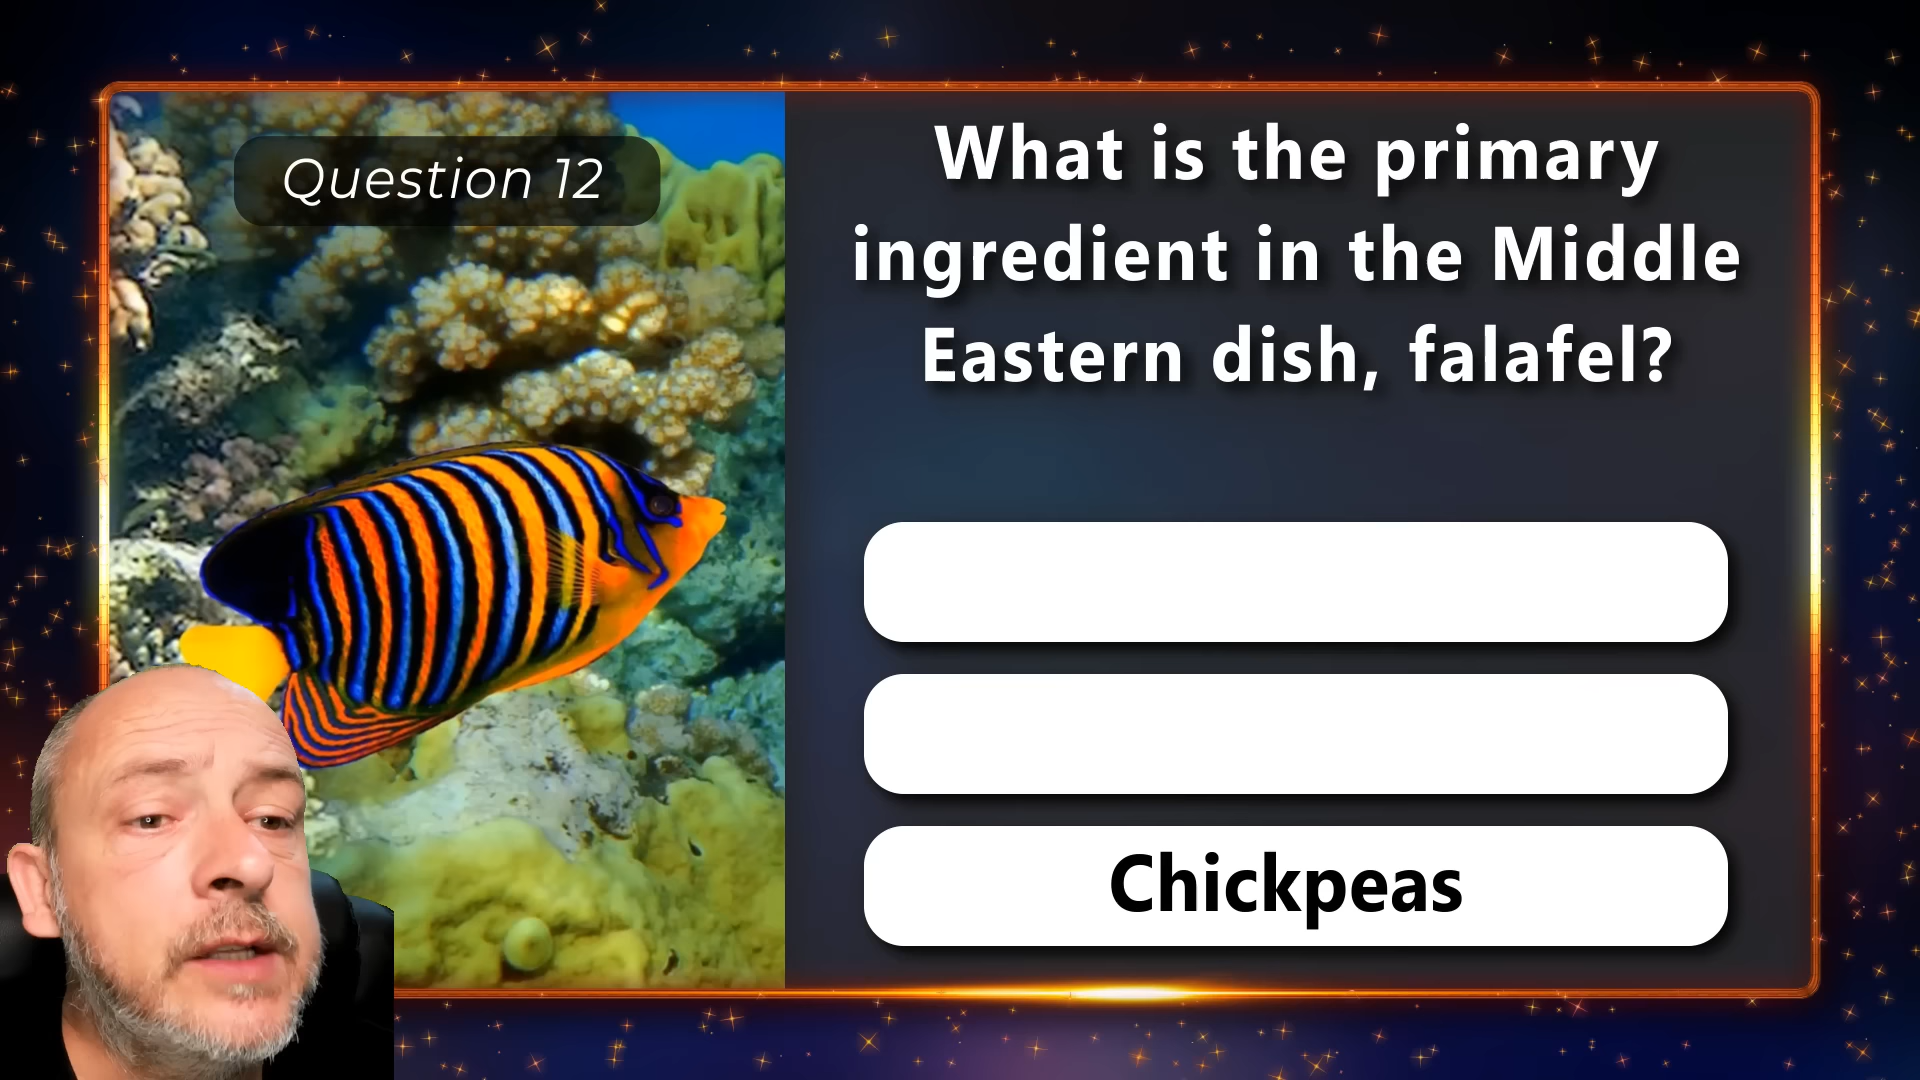 Question 12
What is the primary
ingredient in the Middle
Eastern dish, falafel?
Chickpeas